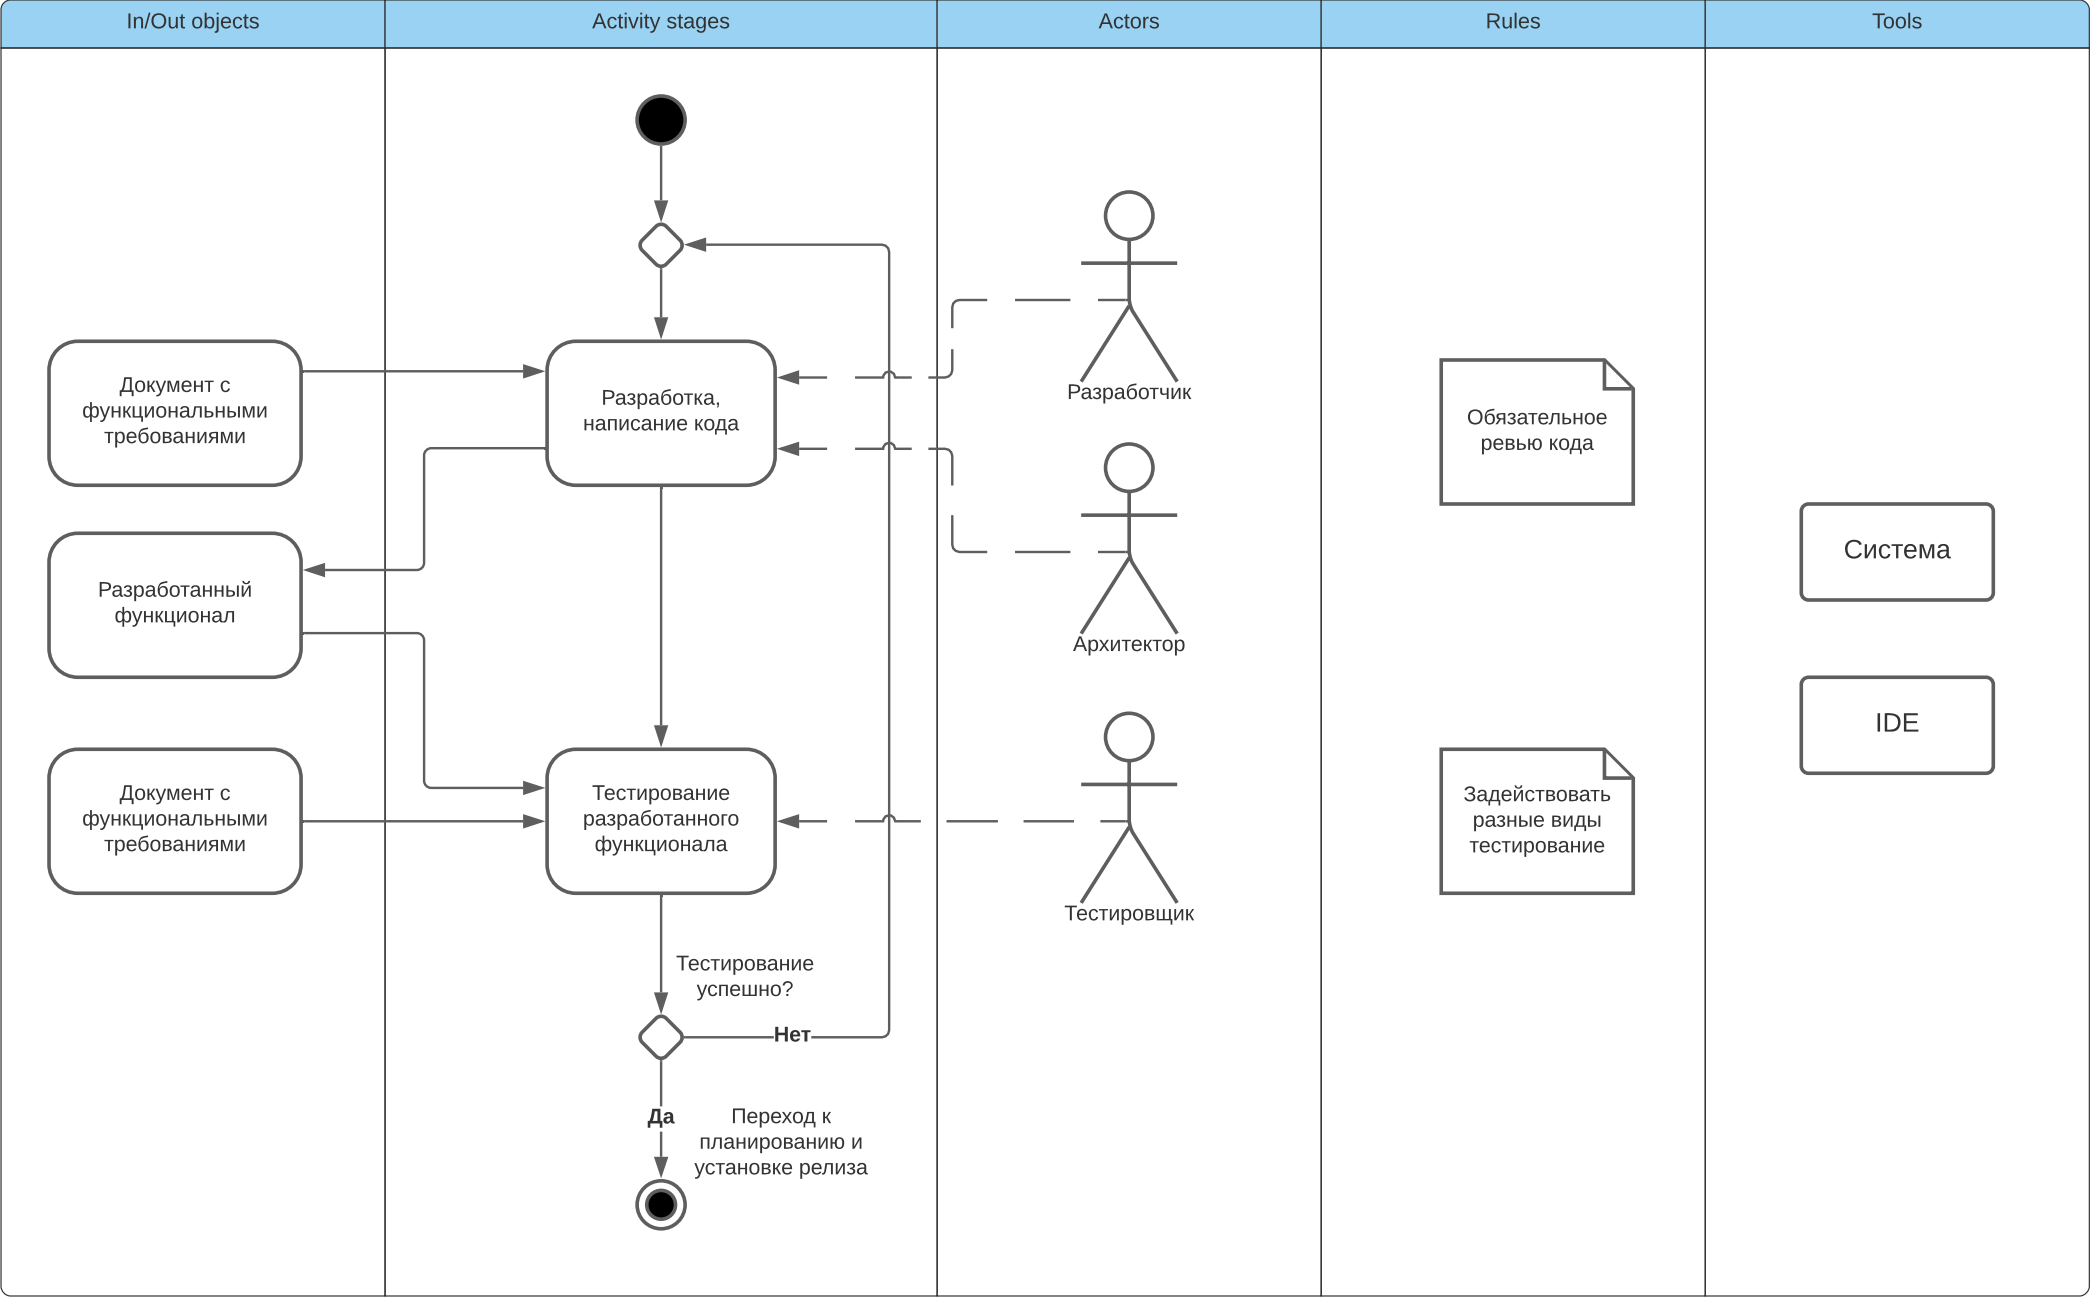 In/Out objects
Activity stages
Actors
Rules
Tools
Документ с
функциональными
требованиями
Разработка,
написание кода
Разработчик
Обязательное
ревью кода
Разработанный
функционал
Архитектор
Система
IDE
Документ с
функциональными
требованиями
Тестирование
разработанного
функционала
Тестировщик
Задействовать
разные виды
тестирование
Тестирование
успешно?
Нет
Да
Переход к
планированию и
установке релиза